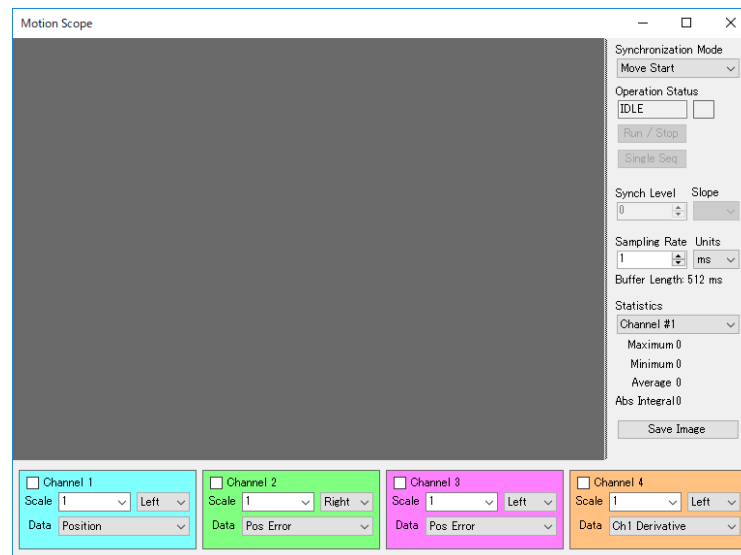 Motion Scope
Synchronization Mode
Move Start
Operation Status
IDLE
Run / Stop
Single Seq
Synch Level Slope
0
Sampling Rate Units
1 ms
Buffer Length: 512 ms
Statistics
Channel #1
Maximum 0
Minimum 0
Average 0
Abs Integral 0
Save Image
Channel 1
Scale 1 Left
Data Position
Channel 2
Scale 1 Right
Data Pos Error
Channel 3
Scale 1 Left
Data Pos Error
Channel 4
Scale 1 Left
Data Ch1 Derivative